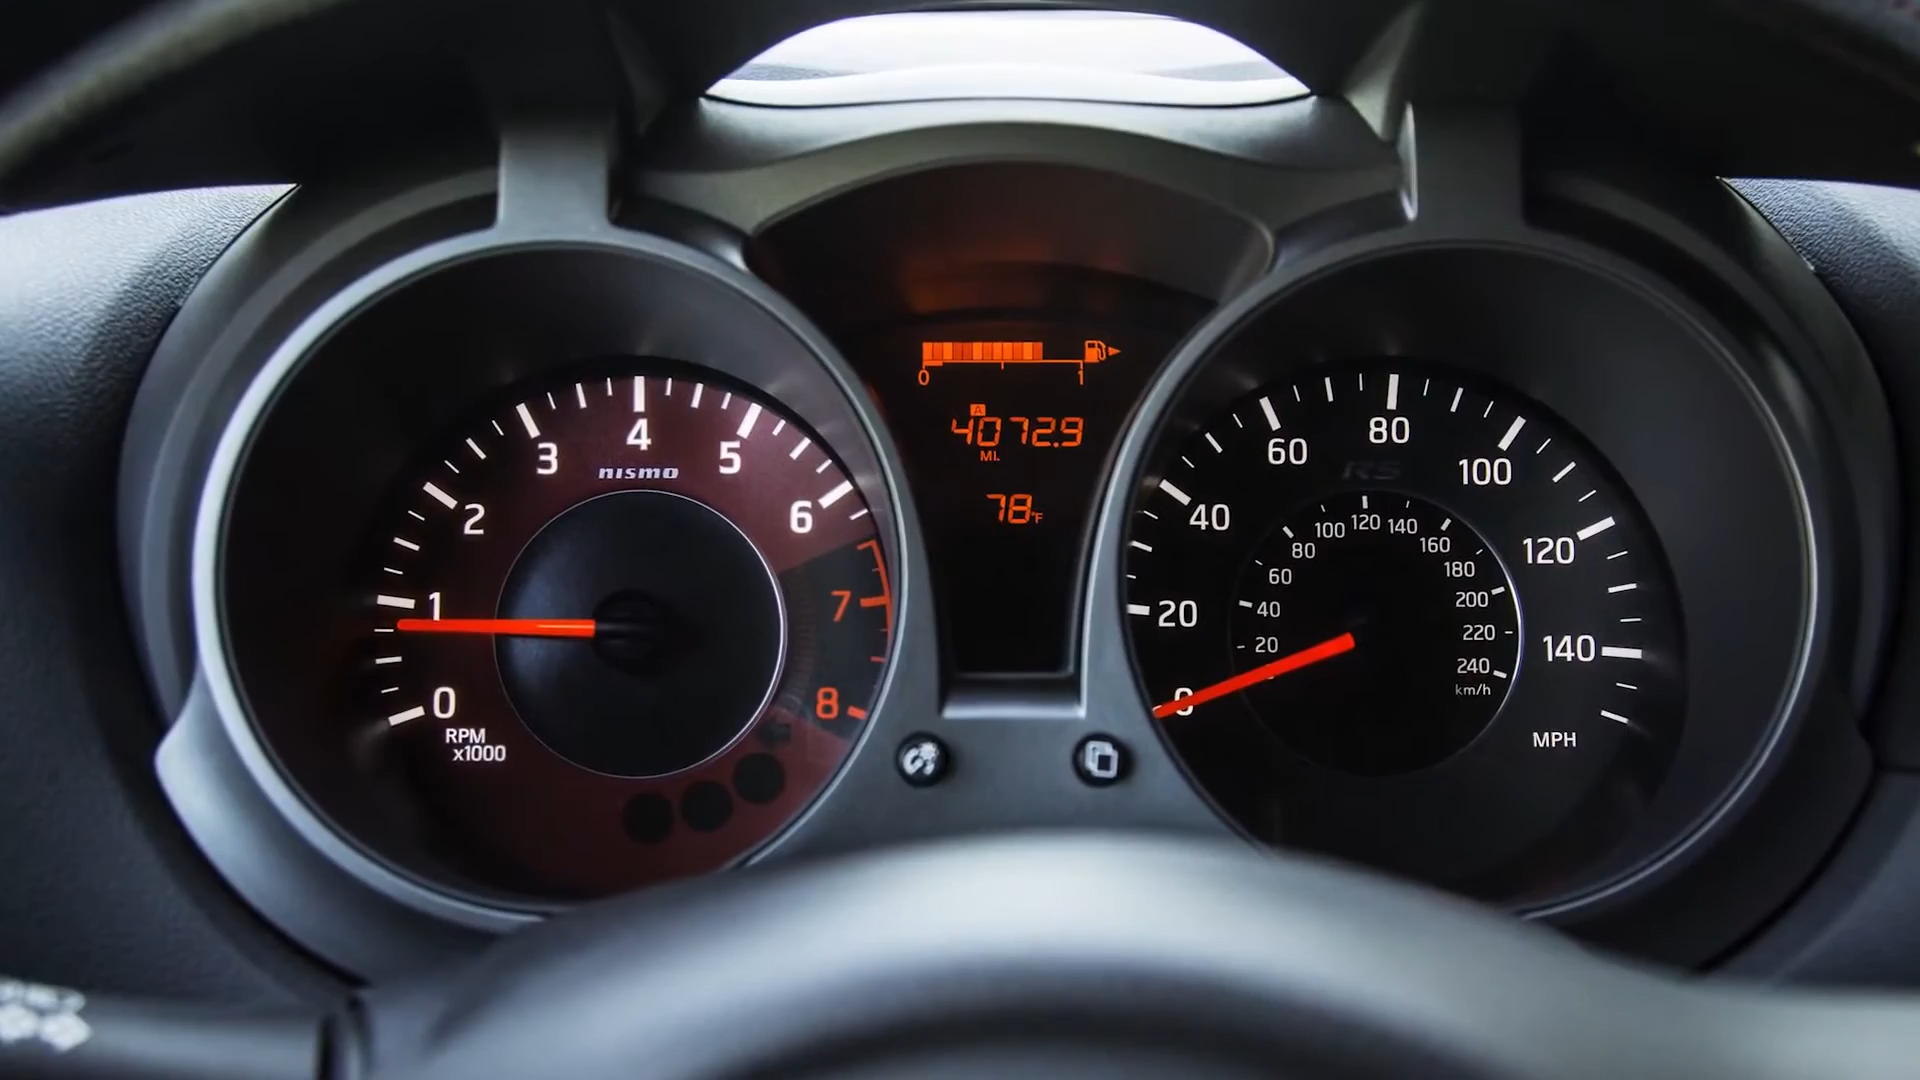 0 1 2 3 4 5 6 7 8
nismo
RPM
x1000
0 1
A
4072.9
MI.
78°F
0 20 40 60 80 100 120 140
RS
MPH
20 40 60 80 100 120 140 160 180 200 220 240
km/h